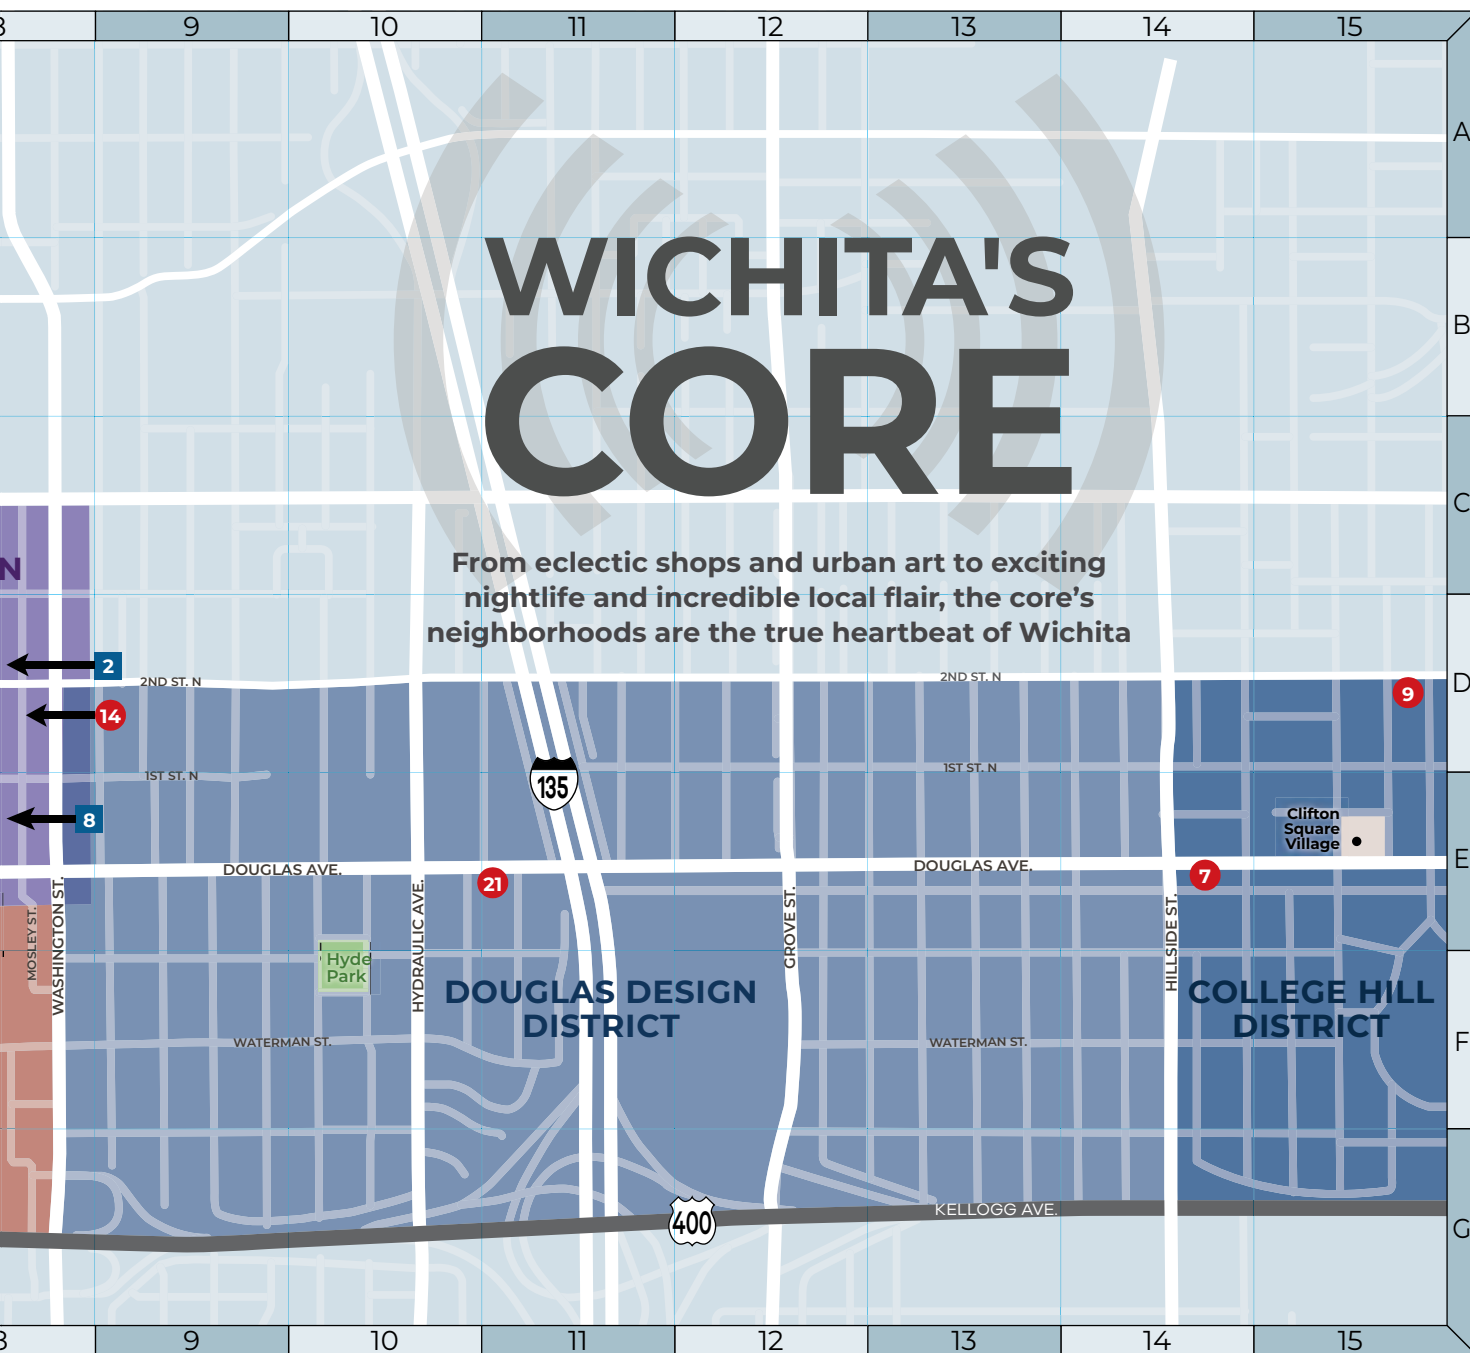 8 9 10 11 12 13 14 15
A
WICHITA'S
B
CORE
C
From eclectic shops and urban art to exciting
N
nightlife and incredible local flair, the core’s
neighborhoods are the true heartbeat of Wichita
2
2ND ST. N
2ND ST. N
D
9
14
1ST ST. N
1ST ST. N
135
8
Clifton
Square
Village
E
DOUGLAS AVE.
DOUGLAS AVE.
21
7
MOSLEY ST.
WASHINGTON ST.
HYDRAULIC AVE.
GROVE ST.
HILLSIDE ST.
Hyde
Park
DOUGLAS DESIGN
DISTRICT
COLLEGE HILL
DISTRICT
WATERMAN ST.
WATERMAN ST.
F
KELLOGG AVE.
400
G
8 9 10 11 12 13 14 15